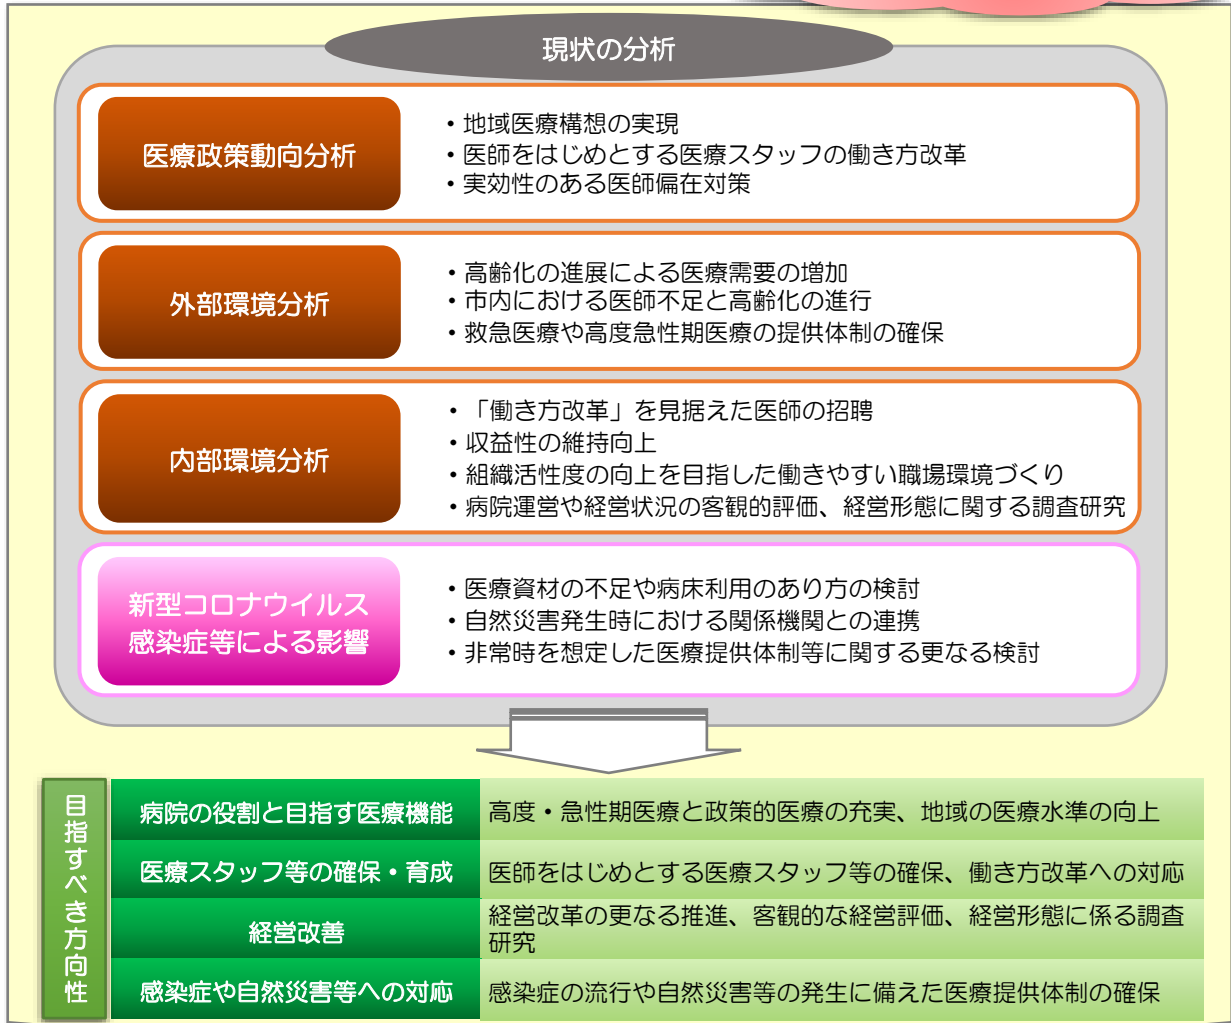 現状の分析
医療政策動向分析
・地域医療構想の実現
・医師をはじめとする医療スタッフの働き方改革
・実効性のある医師偏在対策
外部環境分析
・高齢化の進展による医療需要の増加
・市内における医師不足と高齢化の進行
・救急医療や高度急性期医療の提供体制の確保
内部環境分析
・「働き方改革」を見据えた医師の招聘
・収益性の維持向上
・組織活性度の向上を目指した働きやすい職場環境づくり
・病院運営や経営状況の客観的評価、経営形態に関する調査研究
新型コロナウイルス
感染症等による影響
・医療資材の不足や病床利用のあり方の検討
・自然災害発生時における関係機関との連携
・非常時を想定した医療提供体制等に関する更なる検討
目指すべき方向性
病院の役割と目指す医療機能
高度・急性期医療と政策的医療の充実、地域の医療水準の向上
医療スタッフ等の確保・育成
医師をはじめとする医療スタッフ等の確保、働き方改革への対応
経営改善
経営改革の更なる推進、客観的な経営評価、経営形態に係る調査
研究
感染症や自然災害等への対応
感染症の流行や自然災害等の発生に備えた医療提供体制の確保